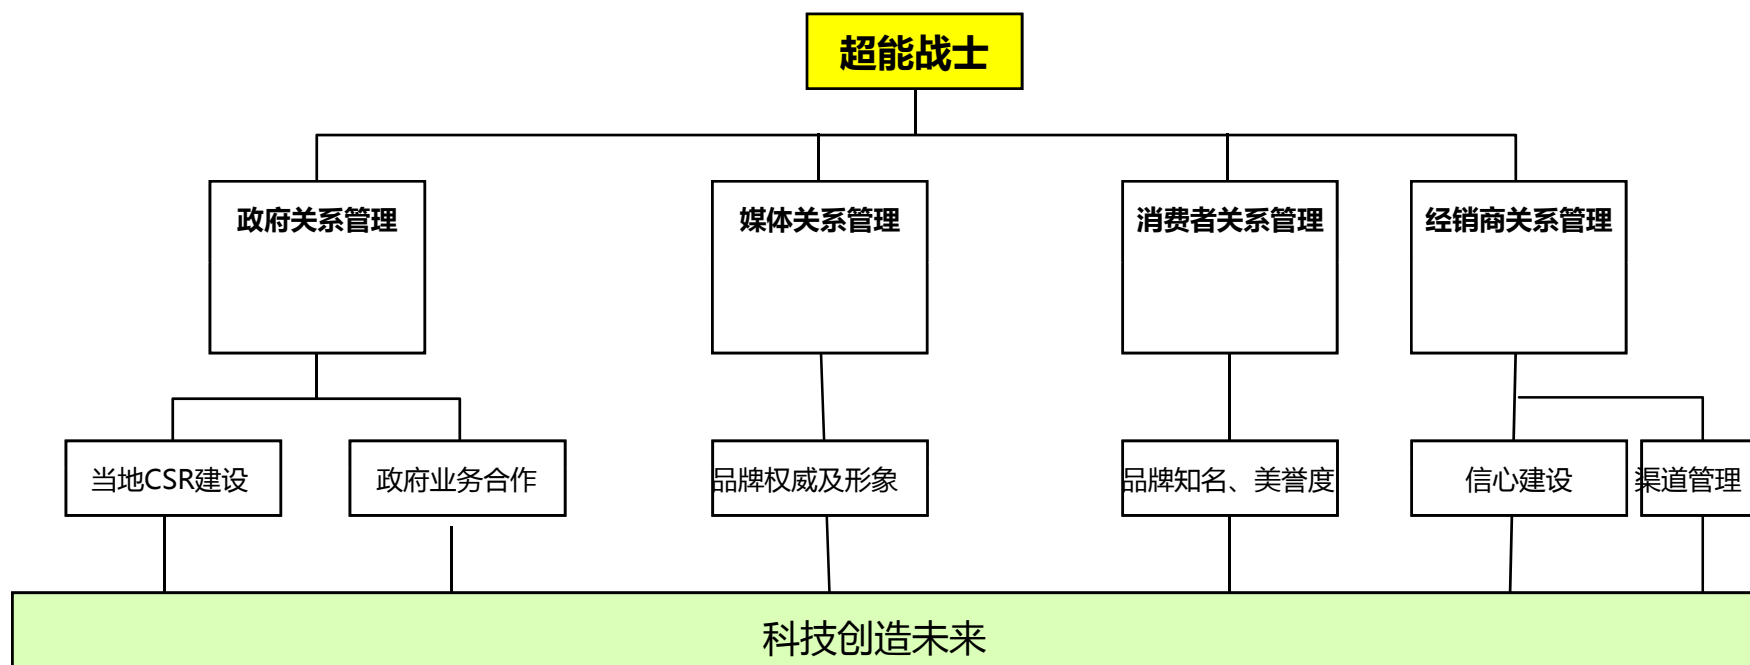 超能战士
政府关系管理
媒体关系管理
消费者关系管理
经销商关系管理
当地CSR建设
政府业务合作
品牌权威及形象
品牌知名、美誉度
信心建设
渠道管理
科技创造未来